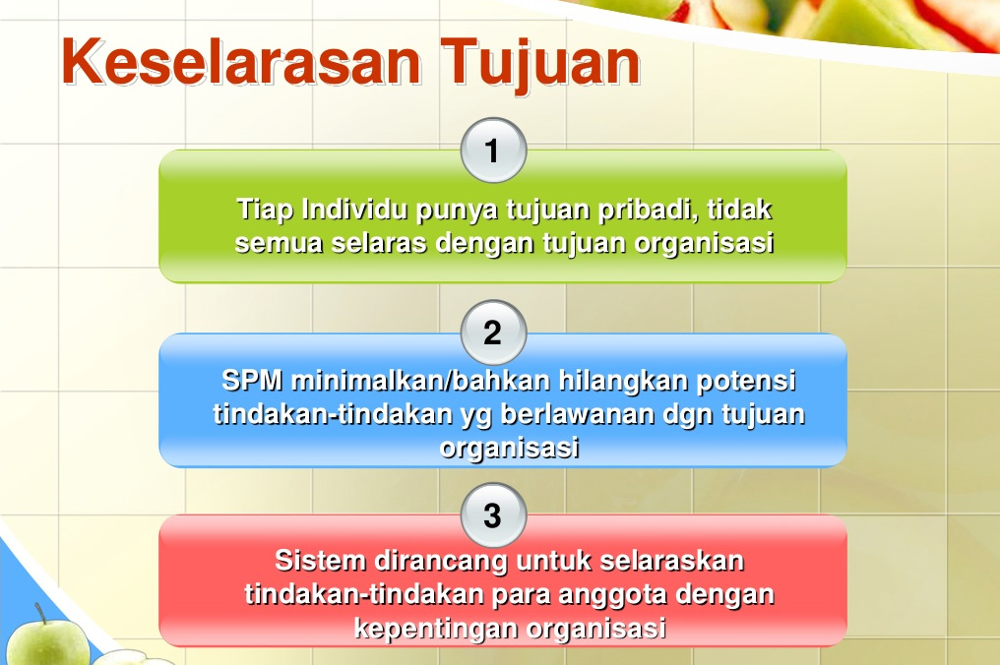 Keselarasan Tujuan
1
Tiap Individu punya tujuan pribadi, tidak
semua selaras dengan tujuan organisasi
2
SPM minimalkan/bahkan hilangkan potensi
tindakan-tindakan yg berlawanan dgn tujuan
organisasi
3
Sistem dirancang untuk selaraskan
tindakan-tindakan para anggota dengan
kepentingan organisasi